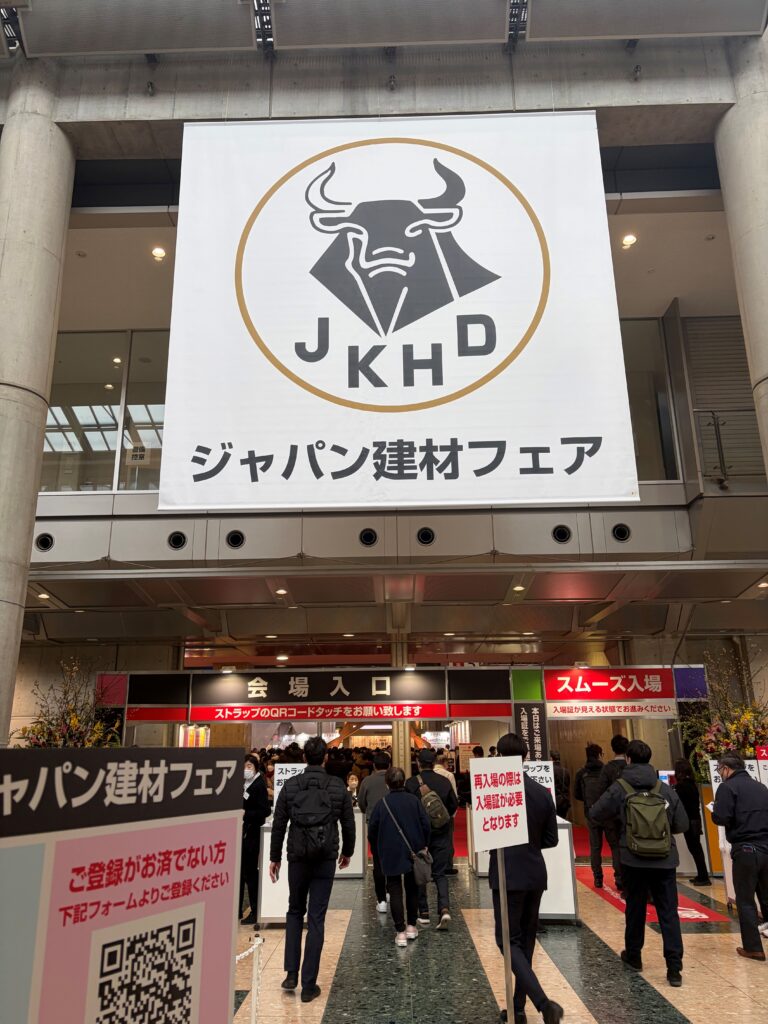 JKHD
ジャパン建材フェア
会場入口
ストラップのQRコードタッチをお願い致します
スムーズ入場
入場証が見える状態でお進みください
再入場の際は
入場証が必要
となります
ャパン建材フェア
ご登録がお済でない方
下記フォームよりご登録ください